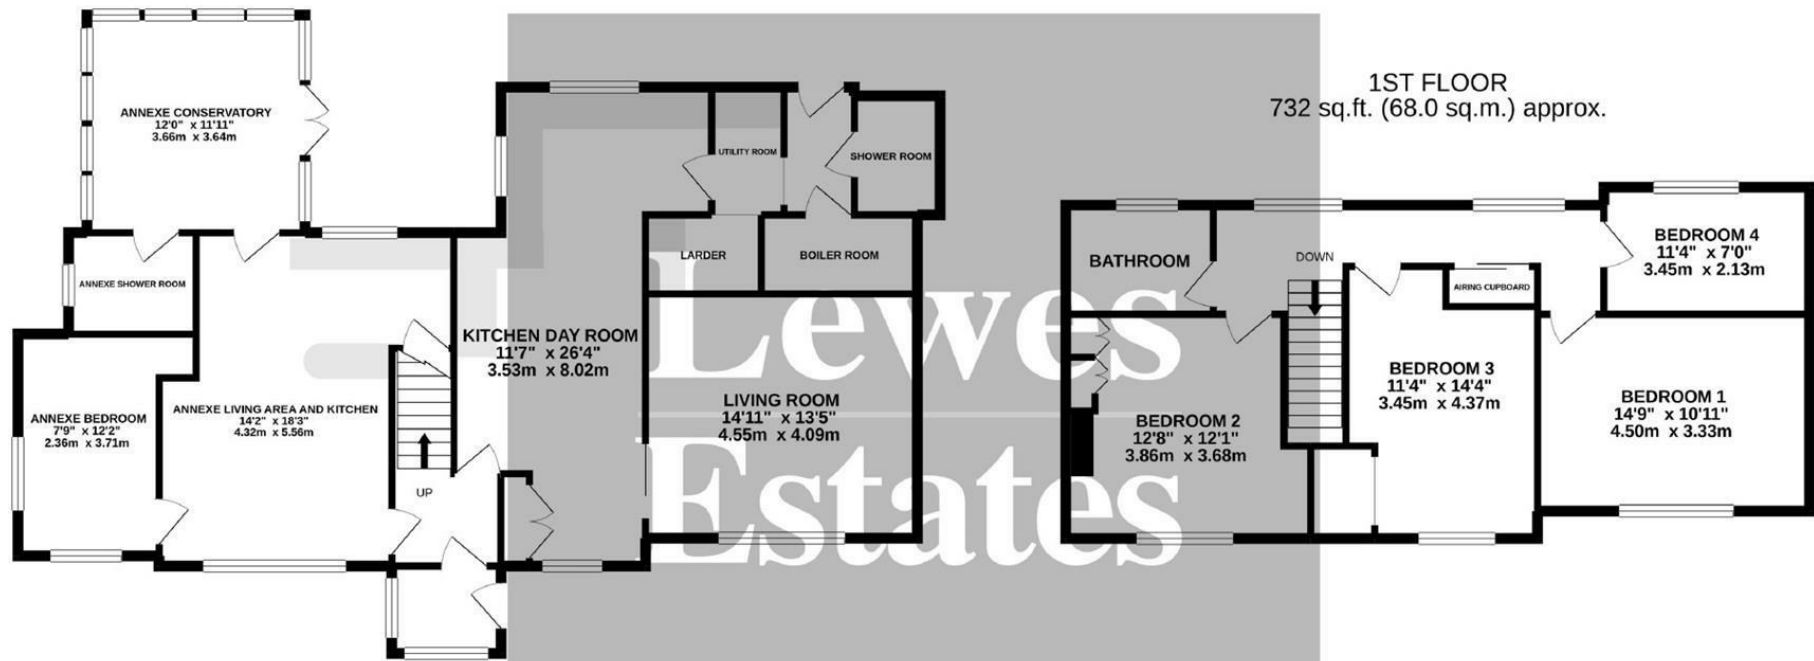 ANNEXE CONSERVATORY
12'0" x 11'11"
3.66m x 3.64m
ANNEXE SHOWER ROOM
ANNEXE BEDROOM
7'9" x 12'2"
2.36m x 3.71m
ANNEXE LIVING AREA AND KITCHEN
14'2" x 18'3"
4.32m x 5.56m
UP
KITCHEN DAY ROOM
11'7" x 26'4"
3.53m x 8.02m
UTILITY ROOM
SHOWER ROOM
LARDER
BOILER ROOM
LIVING ROOM
14'11" x 13'5"
4.55m x 4.09m
Lewes
Estates
1ST FLOOR
732 sq.ft. (68.0 sq.m.) approx.
BATHROOM
DOWN
BEDROOM 4
11'4" x 7'0"
3.45m x 2.13m
AIRING CUPBOARD
BEDROOM 3
11'4" x 14'4"
3.45m x 4.37m
BEDROOM 2
12'8" x 12'1"
3.86m x 3.68m
BEDROOM 1
14'9" x 10'11"
4.50m x 3.33m